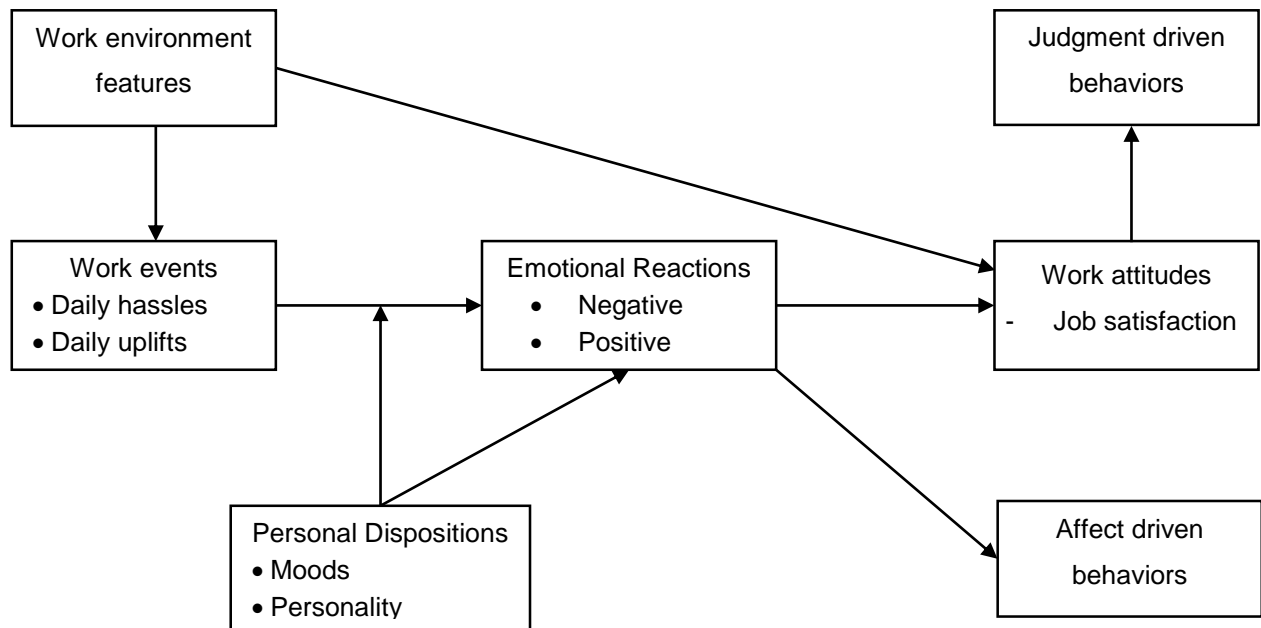 Work environment
features
Judgment driven
behaviors
Work events
• Daily hassles
• Daily uplifts
Emotional Reactions
• Negative
• Positive
Work attitudes
- Job satisfaction
Personal Dispositions
• Moods
• Personality
Affect driven
behaviors